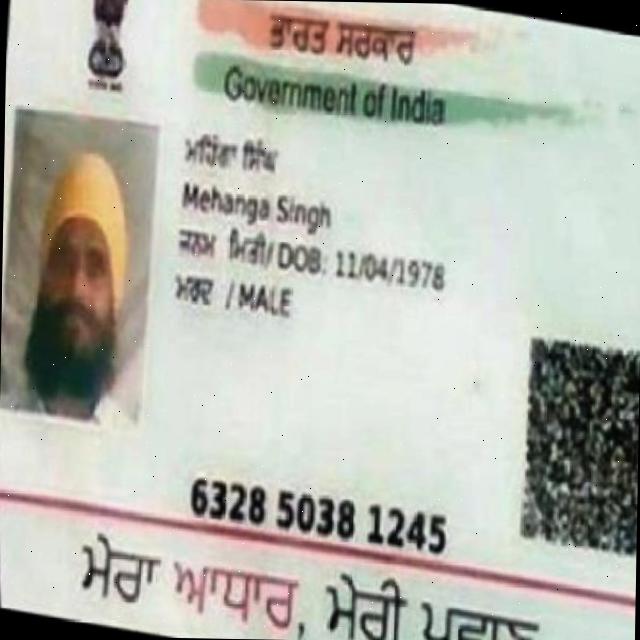 ਭਾਰਤ ਸਰਕਾਰ
Government of India
ਮਹਿੰਗਾ ਸਿੰਘ
Mehanga Singh
ਜਨਮ ਮਿਤੀ/ DOB: 11/04/1978
ਮਰਦ / MALE
6328 5038 1245
ਮੇਰਾ ਆਧਾਰ, ਮੇਰੀ ਪਛਾਣ